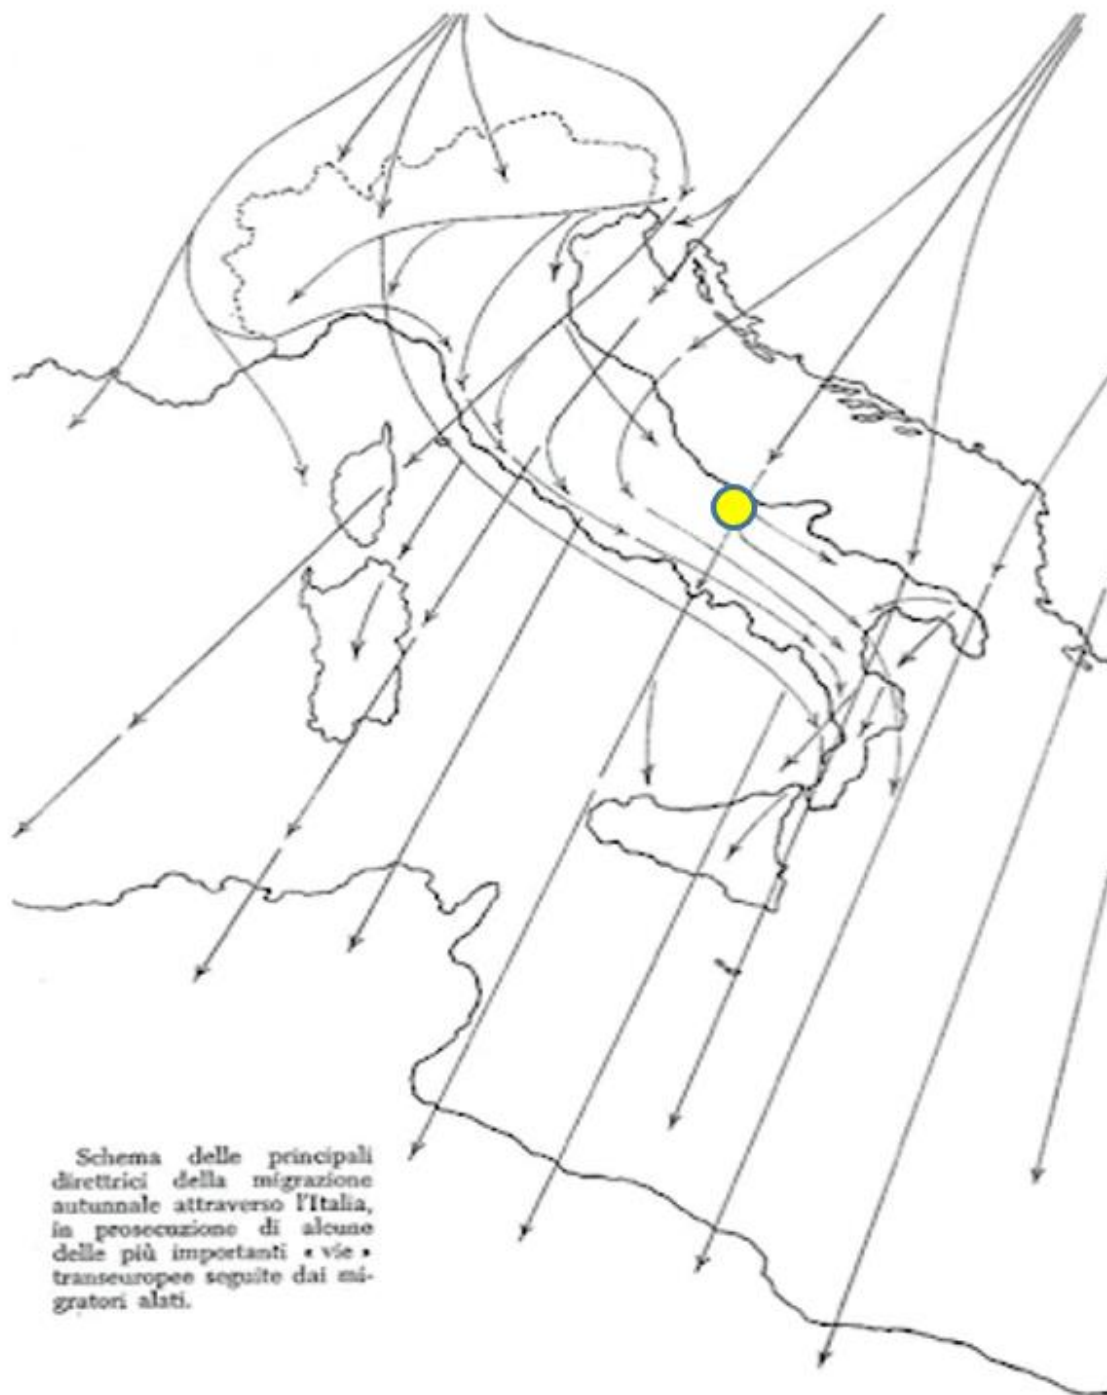 Schema delle principali
direttrici della migrazione
autunnale attraverso l'Italia,
in prosecuzione di alcune
delle più importanti « vie »
transeuropee seguite dai mi-
gratori alati.